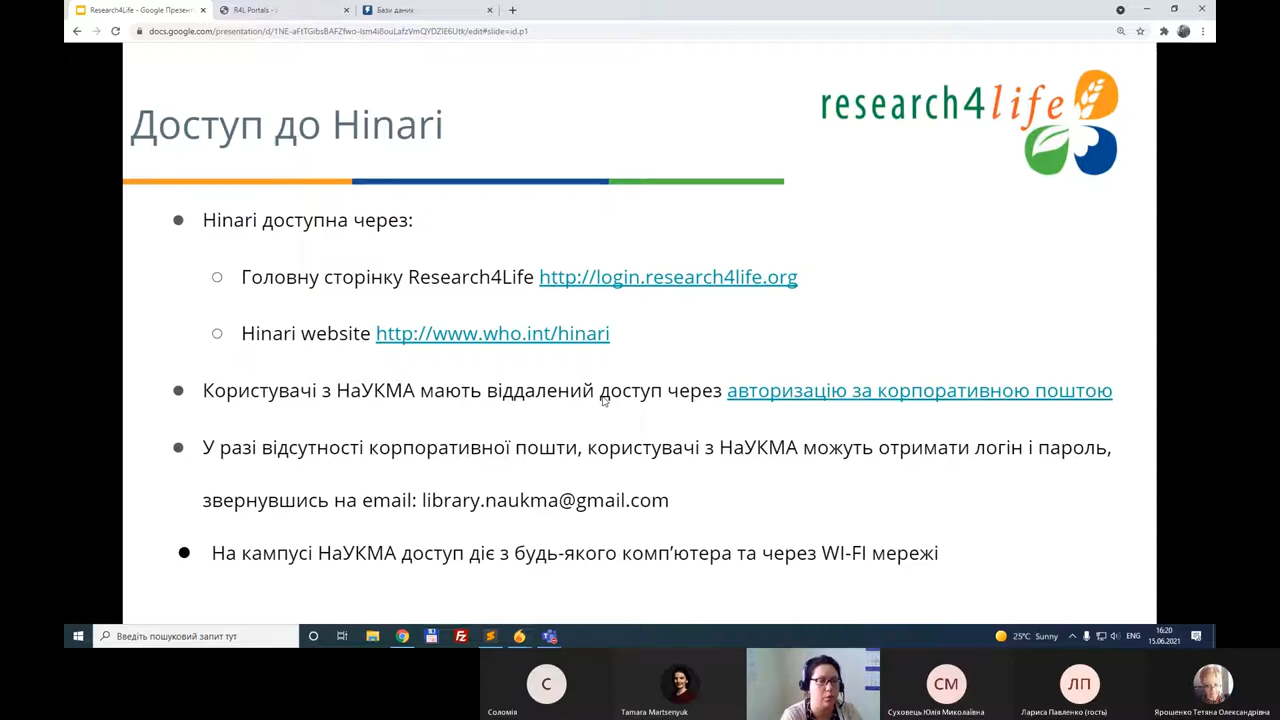 Research4Life - Google Презент
R4L Portals -
Бази даних
docs.google.com/presentation/d/1NE-aFtTGibsBAFZfwo-Ism4i8ouLafzVmQYDZlE6Utk/edit#slide=id.p1
research4life
Доступ до Hinari
Hinari доступна через:
Головну сторінку Research4Life http://login.research4life.org
Hinari website http://www.who.int/hinari
Користувачі з НаУКМА мають віддалений доступ через авторизацію за корпоративною поштою
У разі відсутності корпоративної пошти, користувачі з НаУКМА можуть отримати логін і пароль,
звернувшись на email: library.naukma@gmail.com
На кампусі НаУКМА доступ діє з будь-якого комп’ютера та через WI-FI мережі
Введіть пошуковий запит тут
25°C Sunny
ENG
16:20
15.06.2021
С
СМ
ЛП
Соломія
Tamara Martsenyuk
Суховець Юлія Миколаївна
Лариса Павленко (гость)
Ярошенко Тетяна Олександрівна